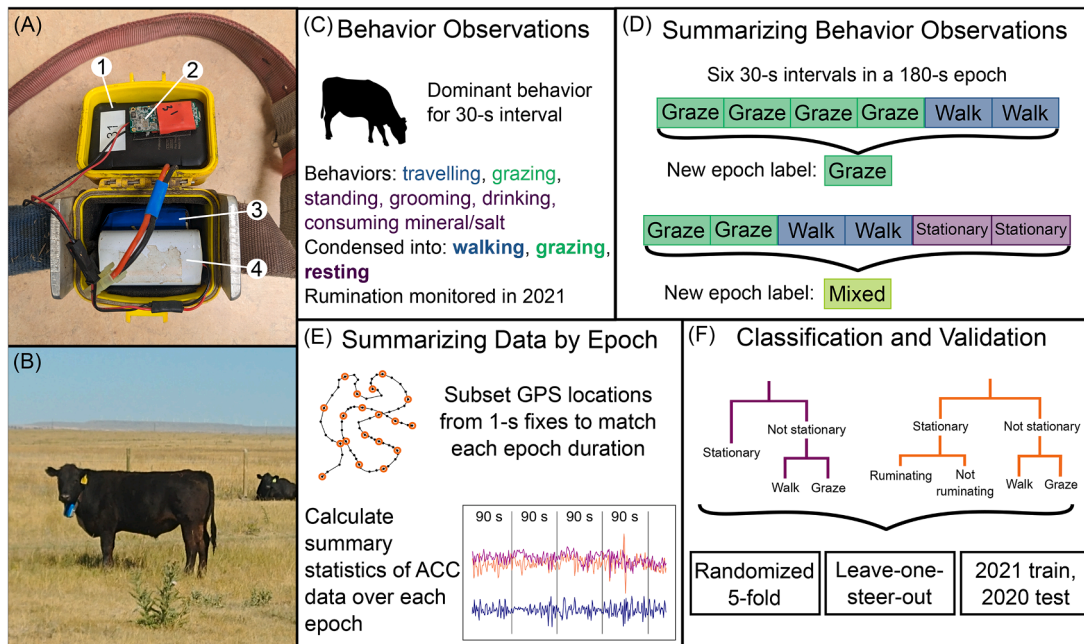 (A)
1
2
31
3
4
(B)
(C) Behavior Observations
Dominant behavior
for 30-s interval
Behaviors: travelling, grazing,
standing, grooming, drinking,
consuming mineral/salt
Condensed into: walking, grazing,
resting
Rumination monitored in 2021
(D) Summarizing Behavior Observations
Six 30-s intervals in a 180-s epoch
Graze Graze Graze Graze Walk Walk
New epoch label: Graze
Graze Graze Walk Walk Stationary Stationary
New epoch label: Mixed
(E) Summarizing Data by Epoch
Subset GPS locations
from 1-s fixes to match
each epoch duration
Calculate
summary
statistics of ACC
data over each
epoch
90 s 90 s 90 s 90 s
(F) Classification and Validation
Stationary
Not stationary
Walk Graze
Stationary Not stationary
Ruminating Not
ruminating
Walk Graze
Randomized
5-fold
Leave-one-
steer-out
2021 train,
2020 test